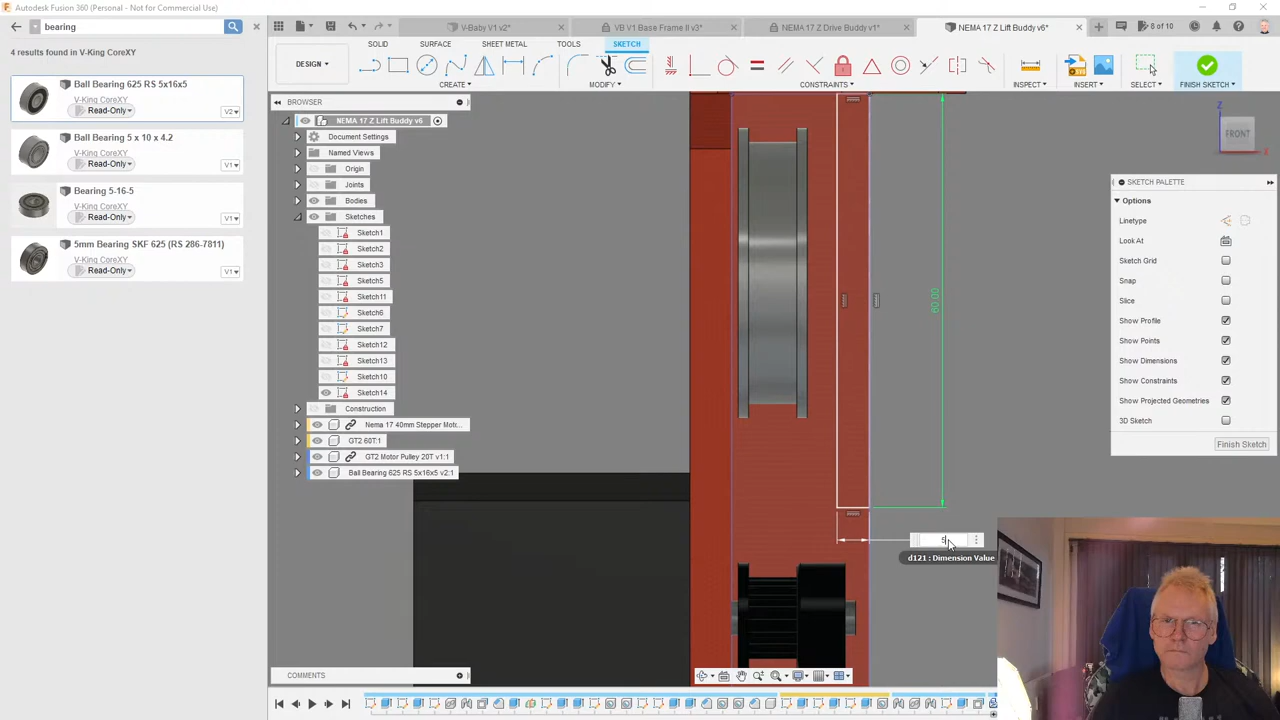 Autodesk Fusion 360 (Personal - Not for Commercial Use)
bearing
V-Baby V1 v2*
VB V1 Base Frame II v3*
NEMA 17 Z Drive Buddy v1*
NEMA 17 Z Lift Buddy v6*
8 of 10
4 results found in V-King CoreXY
Ball Bearing 625 RS 5x16x5
V-King CoreXY
Read-Only
V2
Ball Bearing 5 x 10 x 4.2
V-King CoreXY
Read-Only
V1
Bearing 5-16-5
V-King CoreXY
Read-Only
V1
5mm Bearing SKF 625 (RS 286-7811)
V-King CoreXY
Read-Only
V1
SOLID
SURFACE
SHEET METAL
TOOLS
SKETCH
DESIGN
CREATE
MODIFY
CONSTRAINTS
INSPECT
INSERT
SELECT
FINISH SKETCH
BROWSER
NEMA 17 Z Lift Buddy v6
Document Settings
Named Views
Origin
Joints
Bodies
Sketches
Sketch1
Sketch2
Sketch3
Sketch5
Sketch11
Sketch6
Sketch7
Sketch12
Sketch13
Sketch10
Sketch14
Construction
Nema 17 40mm Stepper Moto...
GT2 60T:1
GT2 Motor Pulley 20T v1:1
Ball Bearing 625 RS 5x16x5 v2:1
60.00
5
d121 : Dimension Value
Z
FRONT
X
SKETCH PALETTE
Options
Linetype
Look At
Sketch Grid
Snap
Slice
Show Profile
Show Points
Show Dimensions
Show Constraints
Show Projected Geometries
3D Sketch
Finish Sketch
COMMENTS